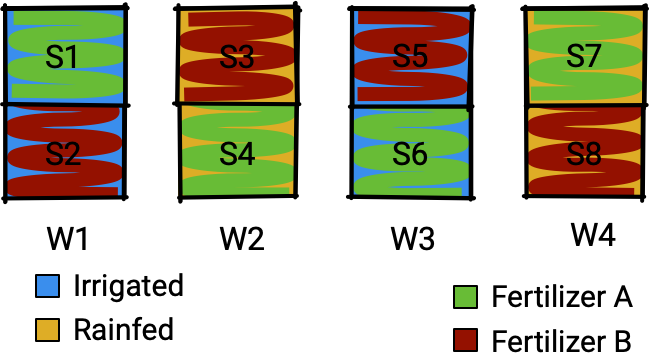 S1 S3 S5 S7
S2 S4 S6 S8
W1 W2 W3 W4
Irrigated
Rainfed
Fertilizer A
Fertilizer B